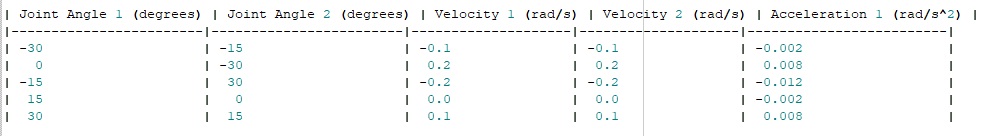 | Joint Angle 1 (degrees) | Joint Angle 2 (degrees) | Velocity 1 (rad/s) | Velocity 2 (rad/s) | Acceleration 1 (rad/s^2) |
|-------------------------|-------------------------|--------------------|--------------------|--------------------------|
| -30 | -15 | -0.1 | -0.1 | -0.002 |
| 0 | -30 | 0.2 | 0.2 | 0.008 |
| -15 | 30 | -0.2 | -0.2 | -0.012 |
| 15 | 0 | 0.0 | 0.0 | -0.002 |
| 30 | 15 | 0.1 | 0.1 | 0.008 |